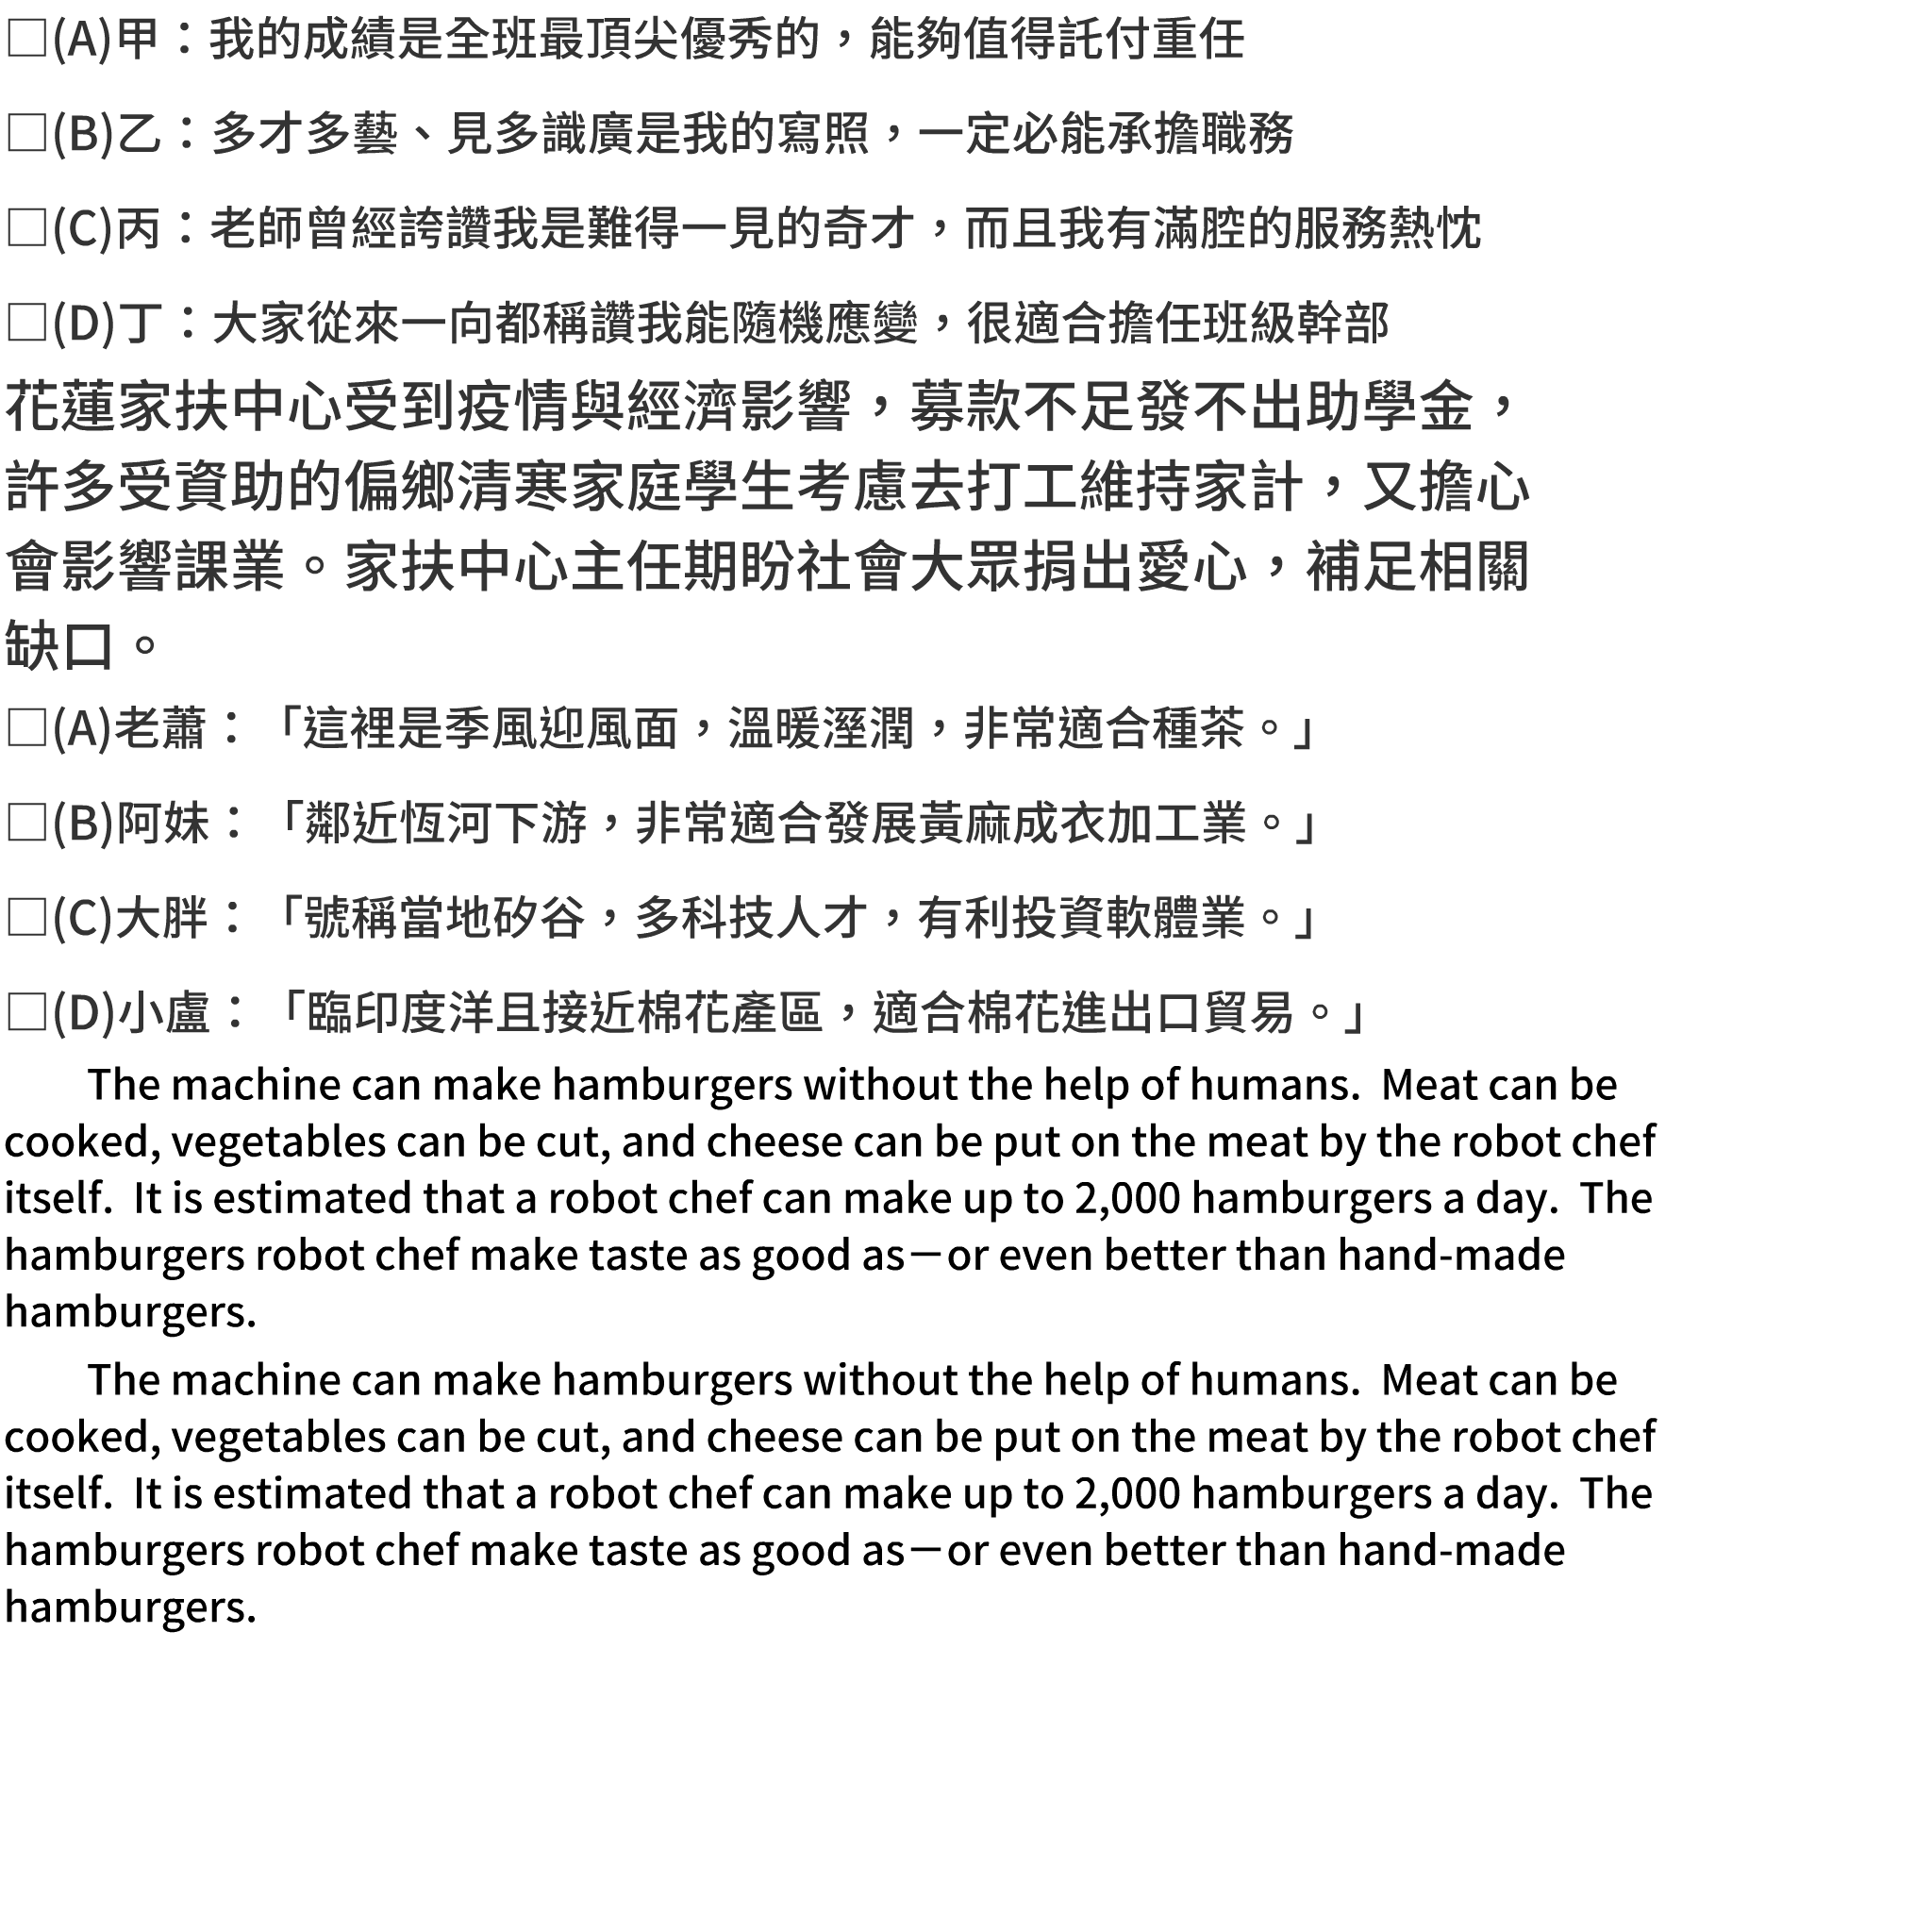 □(A)甲：我的成績是全班最頂尖優秀的，能夠值得託付重任
□(B)乙：多才多藝、見多識廣是我的寫照，一定必能承擔職務
□(C)丙：老師曾經誇讚我是難得一見的奇才，而且我有滿腔的服務熱忱
□(D)丁：大家從來一向都稱讚我能隨機應變，很適合擔任班級幹部
花蓮家扶中心受到疫情與經濟影響，募款不足發不出助學金，
許多受資助的偏鄉清寒家庭學生考慮去打工維持家計，又擔心
會影響課業。家扶中心主任期盼社會大眾捐出愛心，補足相關
缺口。
□(A)老蕭：「這裡是季風迎風面，溫暖溼潤，非常適合種茶。」
□(B)阿妹：「鄰近恆河下游，非常適合發展黃麻成衣加工業。」
□(C)大胖：「號稱當地矽谷，多科技人才，有利投資軟體業。」
□(D)小盧：「臨印度洋且接近棉花產區，適合棉花進出口貿易。」
The machine can make hamburgers without the help of humans.  Meat can be
cooked, vegetables can be cut, and cheese can be put on the meat by the robot chef
itself.  It is estimated that a robot chef can make up to 2,000 hamburgers a day.  The
hamburgers robot chef make taste as good as—or even better than hand-made
hamburgers.
The machine can make hamburgers without the help of humans.  Meat can be
cooked, vegetables can be cut, and cheese can be put on the meat by the robot chef
itself.  It is estimated that a robot chef can make up to 2,000 hamburgers a day.  The
hamburgers robot chef make taste as good as—or even better than hand-made
hamburgers.